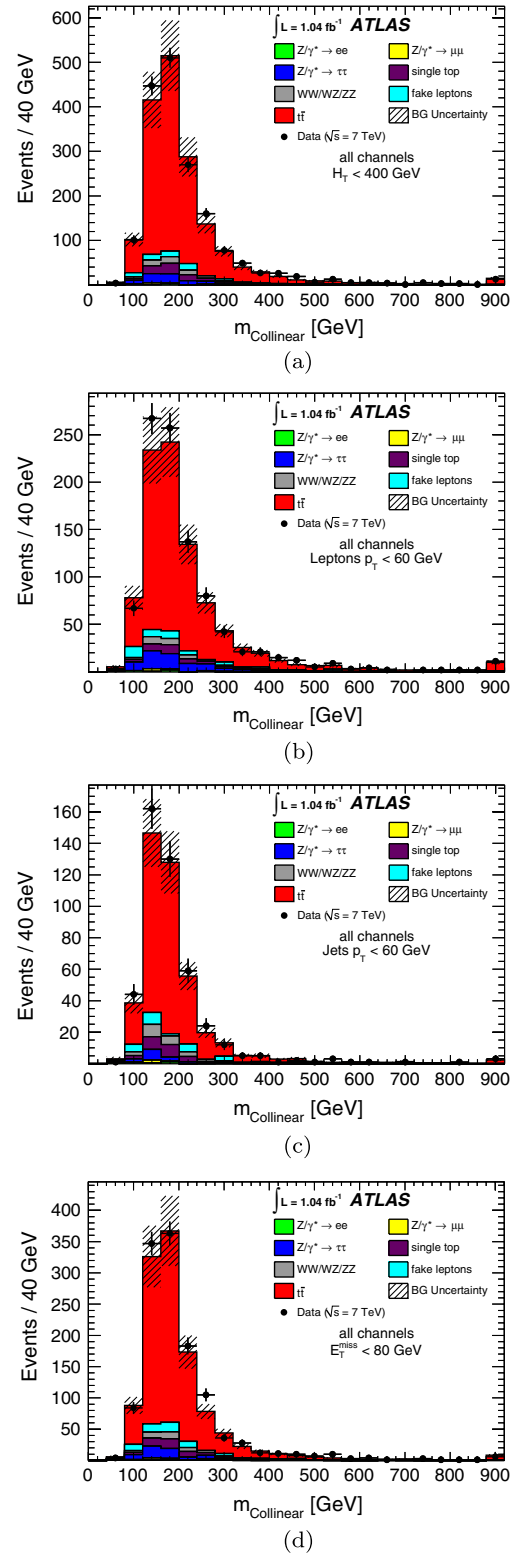 ∫ L = 1.04 fb⁻¹ ATLAS
Z/γ* → ee
Z/γ* → μμ
Z/γ* → ττ
single top
WW/WZ/ZZ
fake leptons
tt̄
BG Uncertainty
Data (√s = 7 TeV)
all channels
H_T < 400 GeV
Events / 40 GeV
600
500
400
300
200
100
0 100 200 300 400 500 600 700 800 900
m_Collinear [GeV]
(a)
∫ L = 1.04 fb⁻¹ ATLAS
Z/γ* → ee
Z/γ* → μμ
Z/γ* → ττ
single top
WW/WZ/ZZ
fake leptons
tt̄
BG Uncertainty
Data (√s = 7 TeV)
all channels
Leptons p_T < 60 GeV
Events / 40 GeV
250
200
150
100
50
0 100 200 300 400 500 600 700 800 900
m_Collinear [GeV]
(b)
∫ L = 1.04 fb⁻¹ ATLAS
Z/γ* → ee
Z/γ* → μμ
Z/γ* → ττ
single top
WW/WZ/ZZ
fake leptons
tt̄
BG Uncertainty
Data (√s = 7 TeV)
all channels
Jets p_T < 60 GeV
Events / 40 GeV
160
140
120
100
80
60
40
20
0 100 200 300 400 500 600 700 800 900
m_Collinear [GeV]
(c)
∫ L = 1.04 fb⁻¹ ATLAS
Z/γ* → ee
Z/γ* → μμ
Z/γ* → ττ
single top
WW/WZ/ZZ
fake leptons
tt̄
BG Uncertainty
Data (√s = 7 TeV)
all channels
E_T^miss < 80 GeV
Events / 40 GeV
400
350
300
250
200
150
100
50
0 100 200 300 400 500 600 700 800 900
m_Collinear [GeV]
(d)